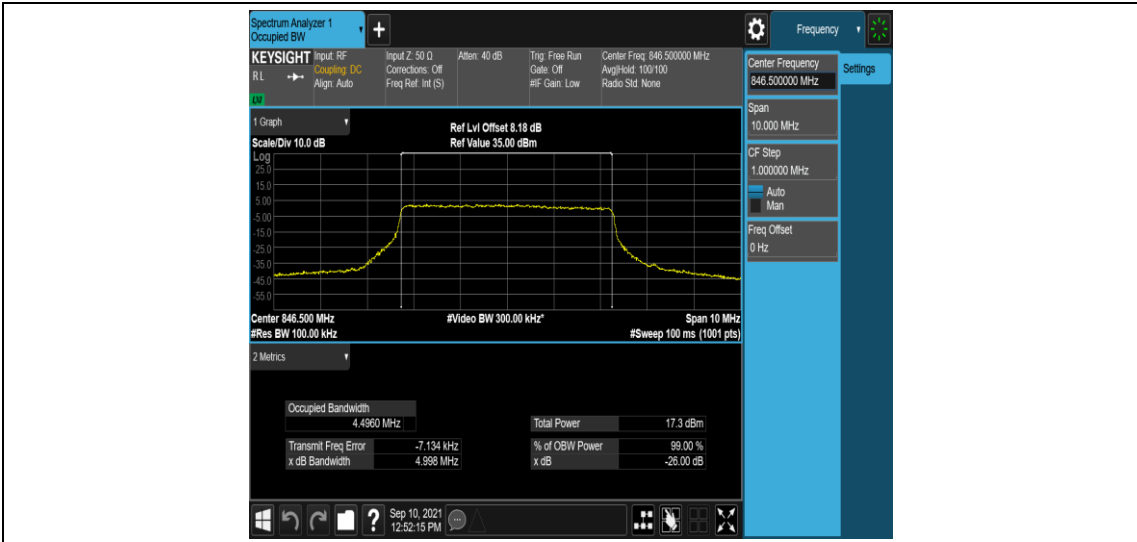 Spectrum Analyzer 1
Occupied BW
+
Frequency
KEYSIGHT
Input: RF
Input Z: 50 Ω
Atten: 40 dB
Trig: Free Run
Center Freq: 846.500000 MHz
RL
Coupling: DC
Corrections: Off
Gate: Off
Avg|Hold: 100/100
Align: Auto
Freq Ref: Int (S)
#IF Gain: Low
Radio Std: None
LXI
Center Frequency
846.500000 MHz
Settings
Span
10.000 MHz
CF Step
1.000000 MHz
Auto
Man
Freq Offset
0 Hz
1 Graph
Ref Lvl Offset 8.18 dB
Scale/Div 10.0 dB
Ref Value 35.00 dBm
Log
25.0
15.0
5.00
-5.00
-15.0
-25.0
-35.0
-45.0
-55.0
Center 846.500 MHz
#Video BW 300.00 kHz*
Span 10 MHz
#Res BW 100.00 kHz
#Sweep 100 ms (1001 pts)
2 Metrics
Occupied Bandwidth
4.4960 MHz
Total Power
17.3 dBm
Transmit Freq Error
-7.134 kHz
% of OBW Power
99.00 %
x dB Bandwidth
4.998 MHz
x dB
-26.00 dB
?
Sep 10, 2021
12:52:15 PM